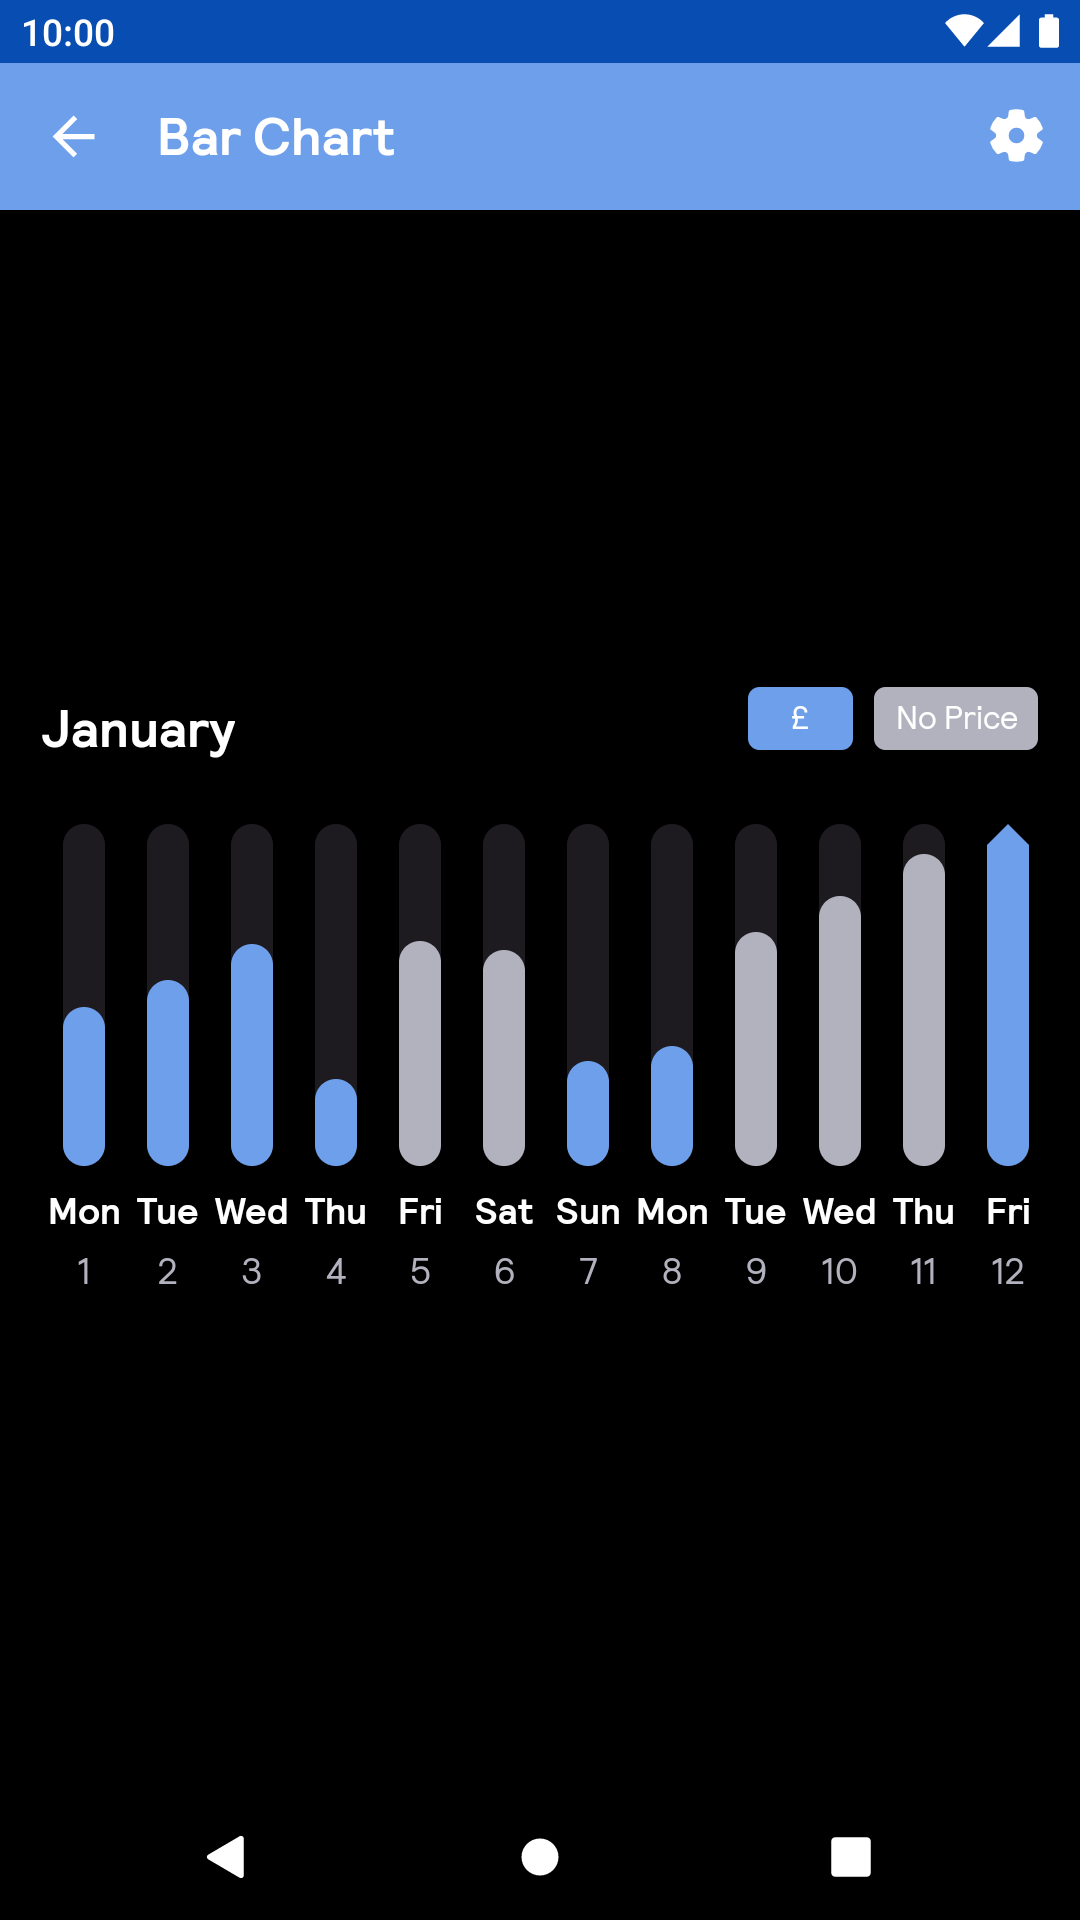 10:00
Bar Chart
January
£ No Price
Mon Tue Wed Thu Fri Sat Sun Mon Tue Wed Thu Fri
1 2 3 4 5 6 7 8 9 10 11 12